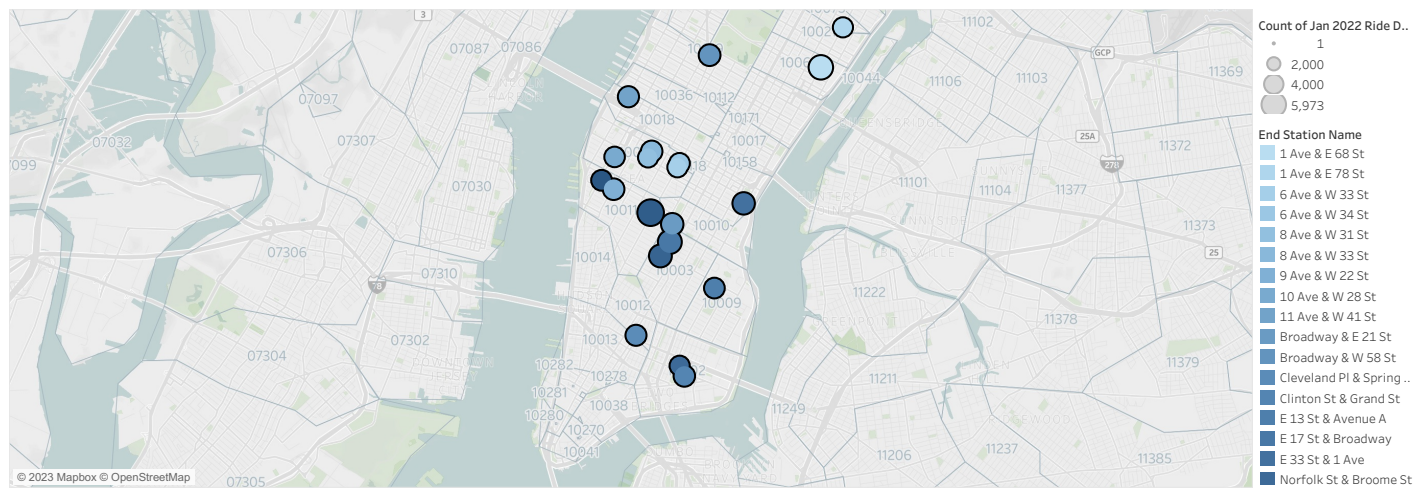 3
11102
07087
07086
GCP
11369
10044
11106
11103
07097
10036
10112
10018
10171
07032
07307
10017
25A
11372
7099
10158
278
07030
11101
11104
11377
10011
10010
11373
07306
10014
10003
25
07310
78
11222
10012
10009
11378
10013
07302
07304
10282
11379
10278
10281
11211
10038
11249
10280
10270
11237
10041
11206
11385
07305
© 2023 Mapbox © OpenStreetMap
Count of Jan 2022 Ride D..
1
2,000
4,000
5,973
End Station Name
1 Ave & E 68 St
1 Ave & E 78 St
6 Ave & W 33 St
6 Ave & W 34 St
8 Ave & W 31 St
8 Ave & W 33 St
9 Ave & W 22 St
10 Ave & W 28 St
11 Ave & W 41 St
Broadway & E 21 St
Broadway & W 58 St
Cleveland Pl & Spring ..
Clinton St & Grand St
E 13 St & Avenue A
E 17 St & Broadway
E 33 St & 1 Ave
Norfolk St & Broome St